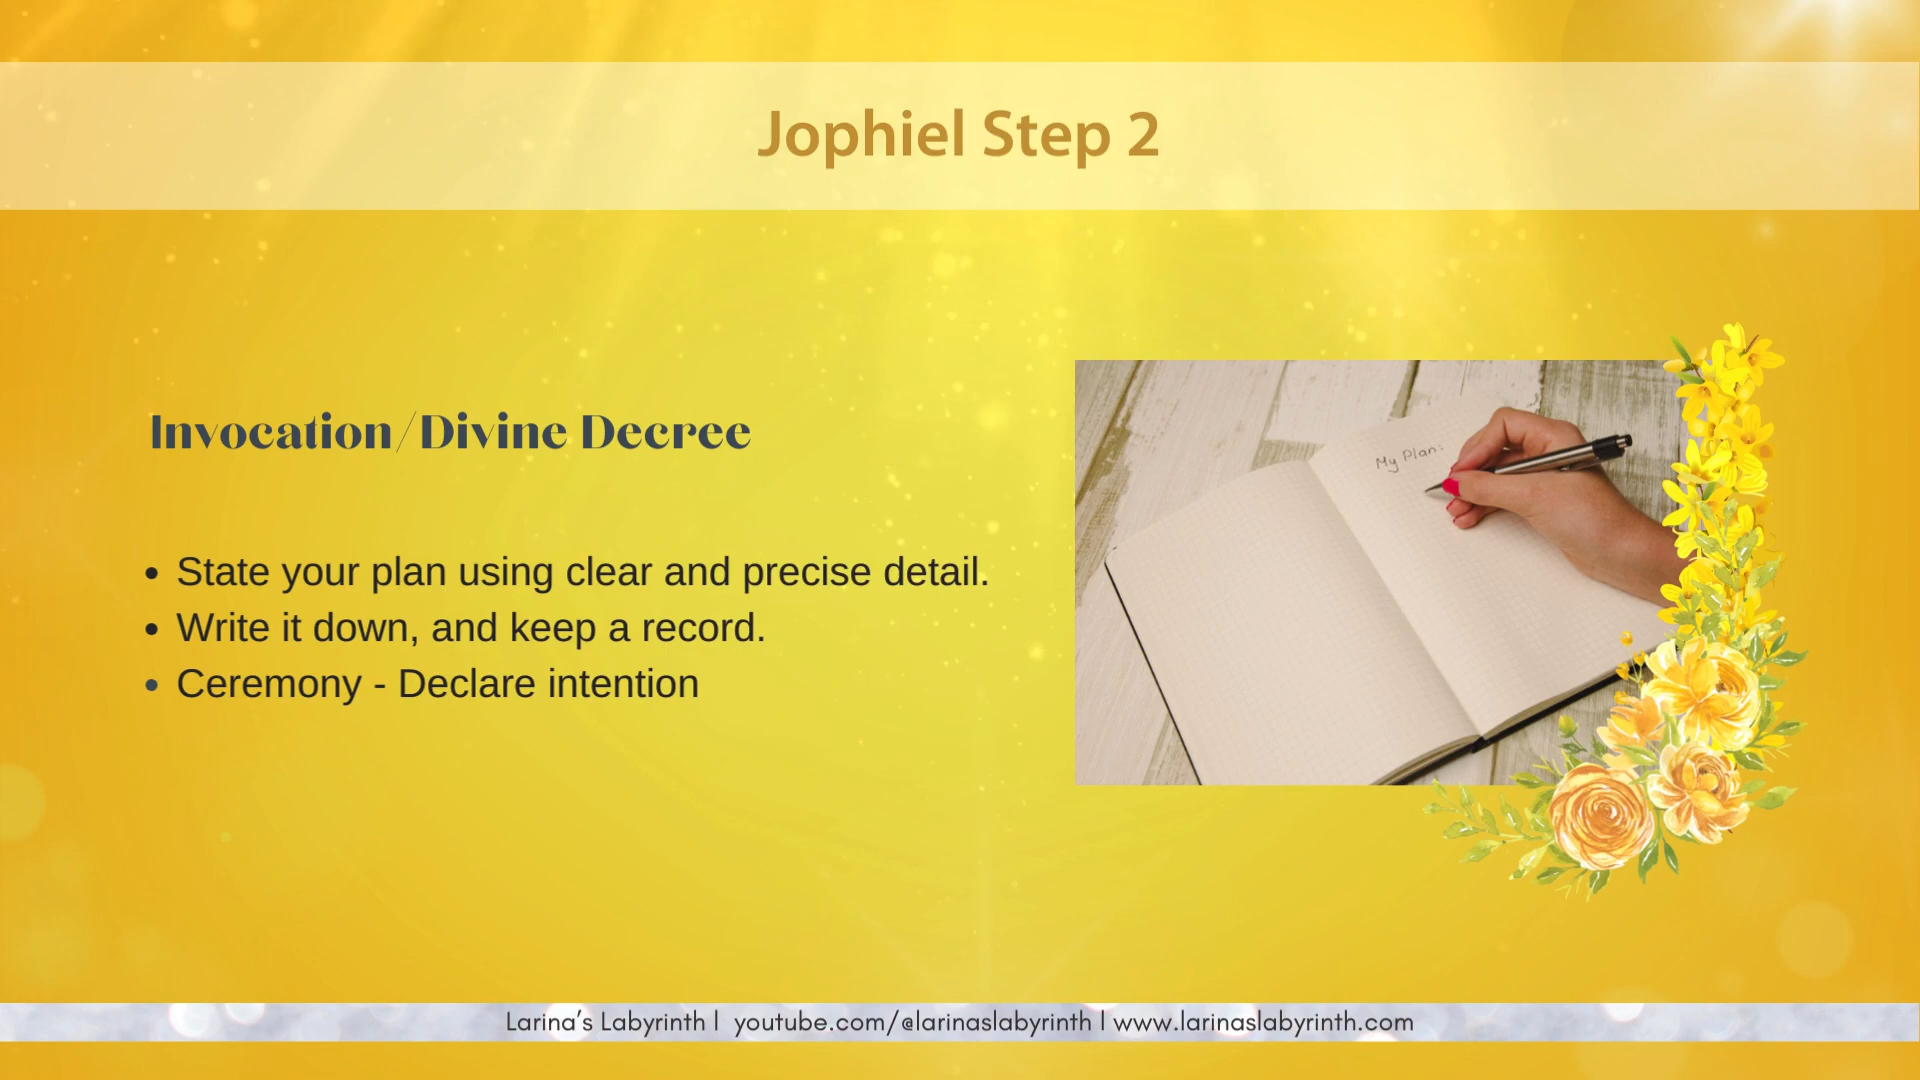 Jophiel Step 2
Invocation/Divine Decree
• State your plan using clear and precise detail.
• Write it down, and keep a record.
• Ceremony - Declare intention
My Plan:
Larina's Labyrinth | youtube.com/@larinaslabyrinth | www.larinaslabyrinth.com